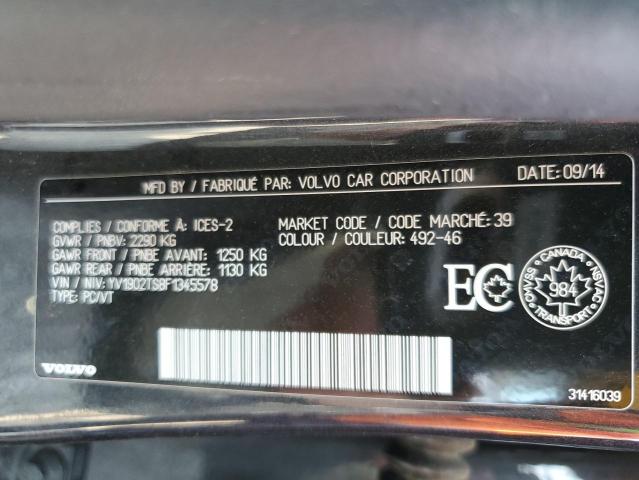 MFD BY / FABRIQUÉ PAR: VOLVO CAR CORPORATION DATE: 09/14
COMPLIES / CONFORME À: ICES-2
GVWR / PNBV: 2290 KG
GAWR FRONT / PNBE AVANT: 1250 KG
GAWR REAR / PNBE ARRIÈRE: 1130 KG
VIN / NIV: YV1902TS8F1345578
TYPE: PC/VT
MARKET CODE / CODE MARCHÉ: 39
COLOUR / COULEUR: 492-46
EC
CANADA
CMVSS NSVAC
984
TRANSPORT
VOLVO
31416039